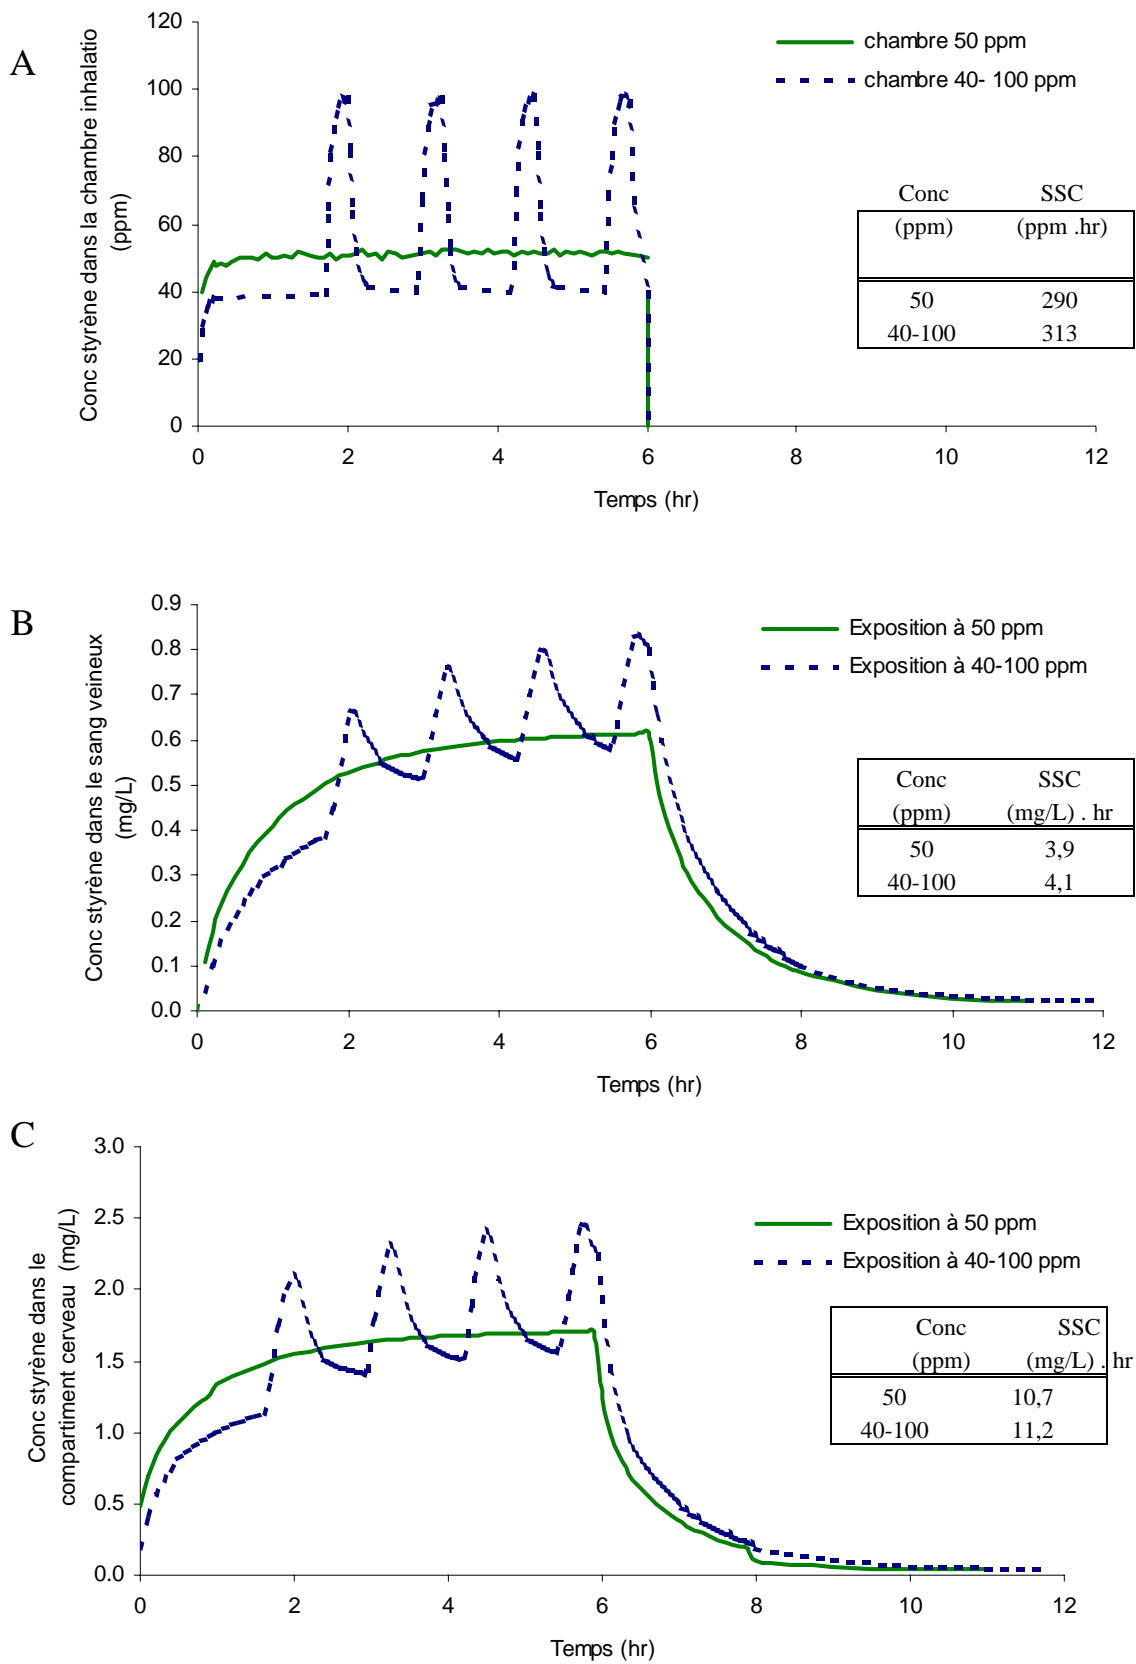 A
Conc styrène dans la chambre inhalatio
(ppm)
120
100
80
60
40
20
0
0 2 4 6 8 10 12
Temps (hr)
chambre 50 ppm
chambre 40- 100 ppm
Conc SSC
(ppm) (ppm .hr)
50 290
40-100 313
B
Conc styrène dans le sang veineux
(mg/L)
0.9
0.8
0.7
0.6
0.5
0.4
0.3
0.2
0.1
0.0
0 2 4 6 8 10 12
Temps (hr)
Exposition à 50 ppm
Exposition à 40-100 ppm
Conc SSC
(ppm) (mg/L) . hr
50 3,9
40-100 4,1
C
Conc styrène dans le
compartiment cerveau (mg/L)
3.0
2.5
2.0
1.5
1.0
0.5
0.0
0 2 4 6 8 10 12
Temps (hr)
Exposition à 50 ppm
Exposition à 40-100 ppm
Conc SSC
(ppm) (mg/L) . hr
50 10,7
40-100 11,2